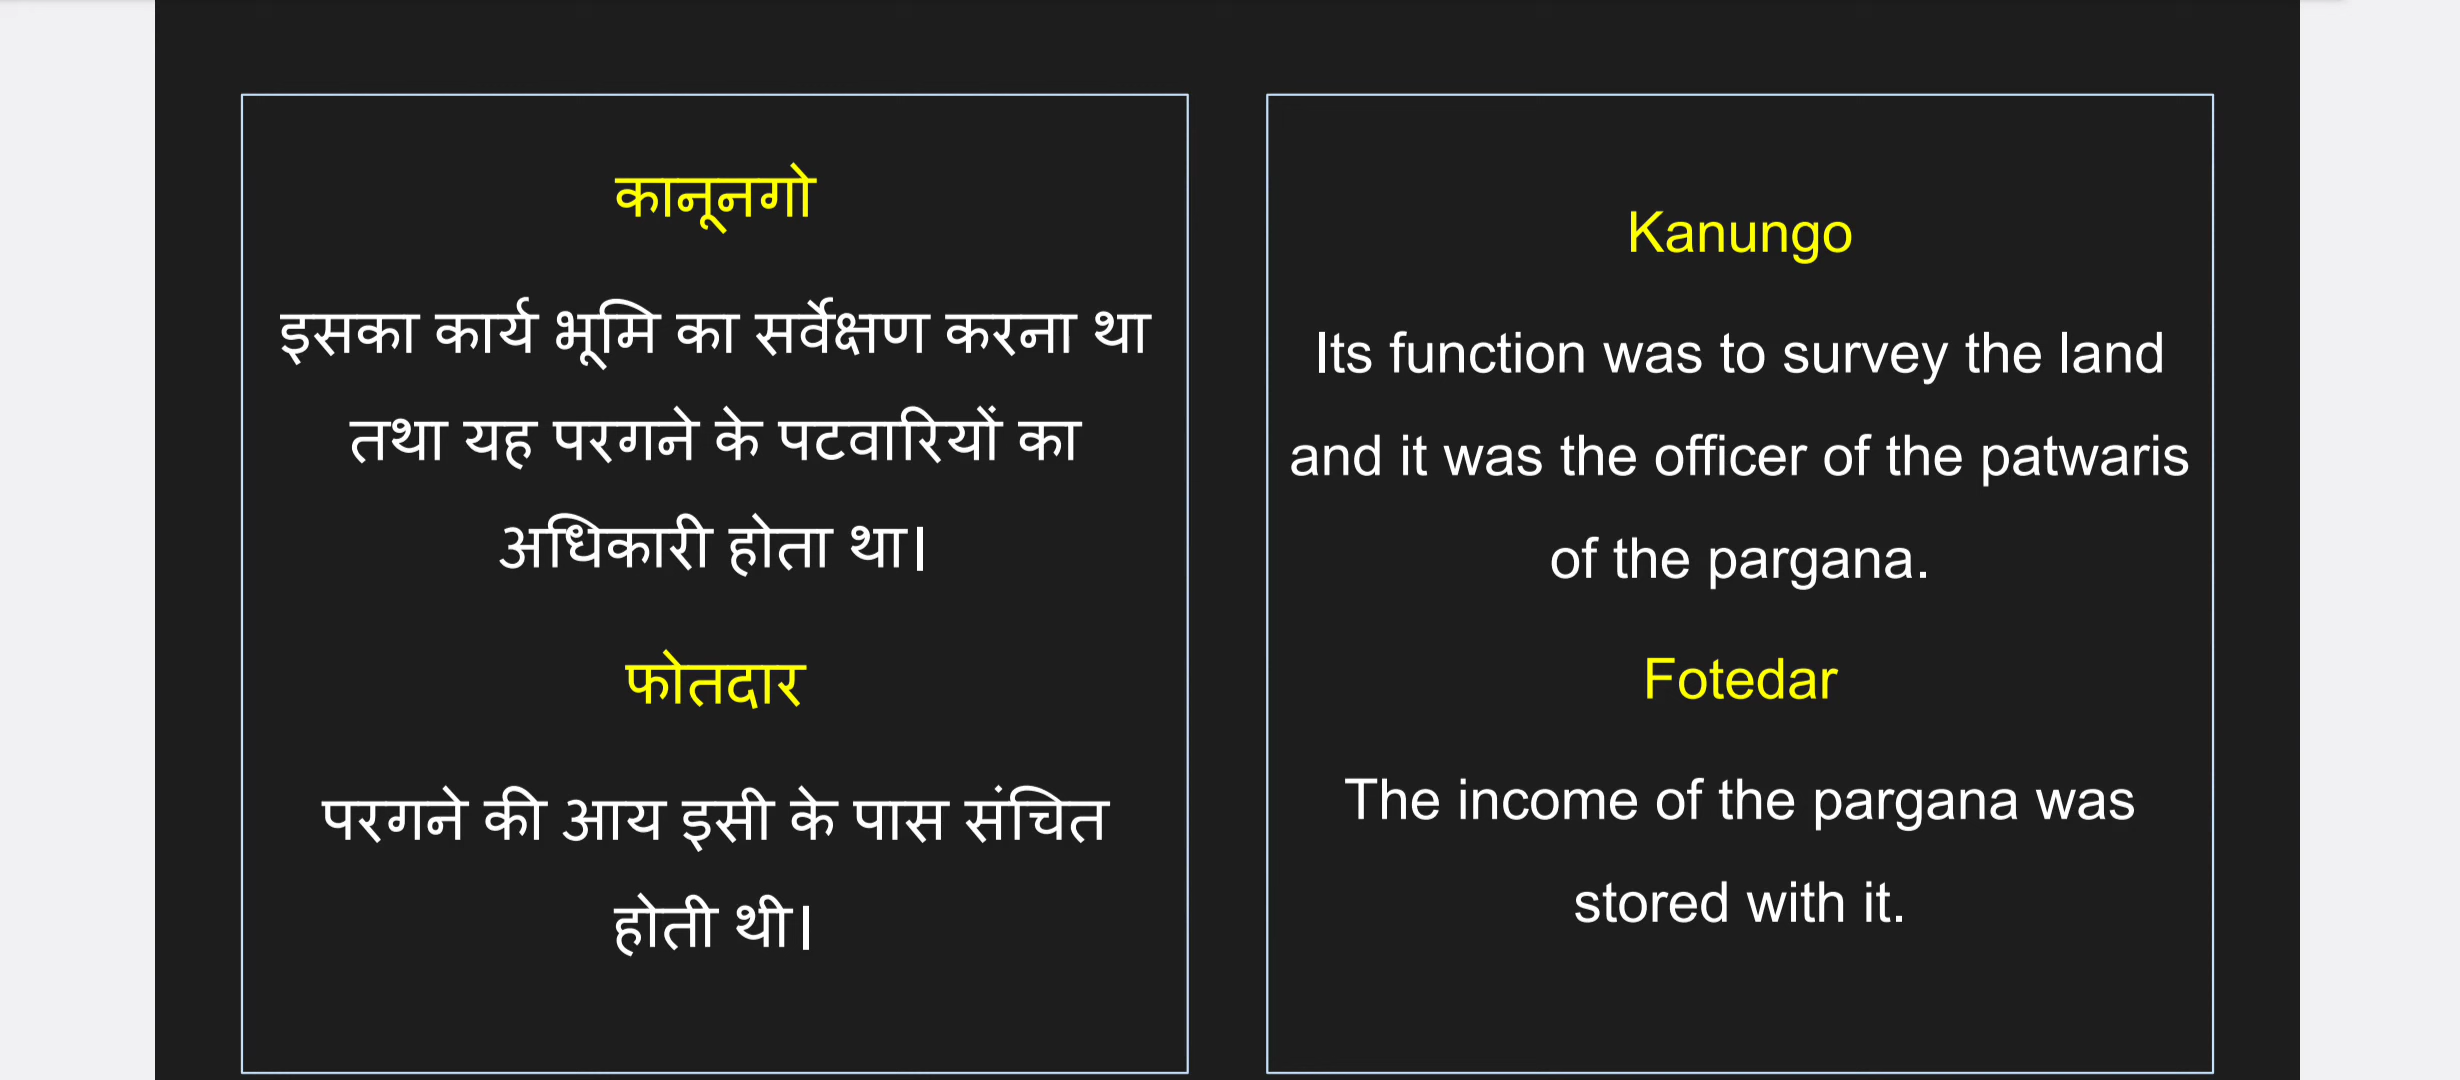 कानूनगो
इसका कार्य भूमि का सर्वेक्षण करना था
तथा यह परगने के पटवारियों का
अधिकारी होता था।
फोतदार
परगने की आय इसी के पास संचित
होती थी।
Kanungo
Its function was to survey the land
and it was the officer of the patwaris
of the pargana.
Fotedar
The income of the pargana was
stored with it.